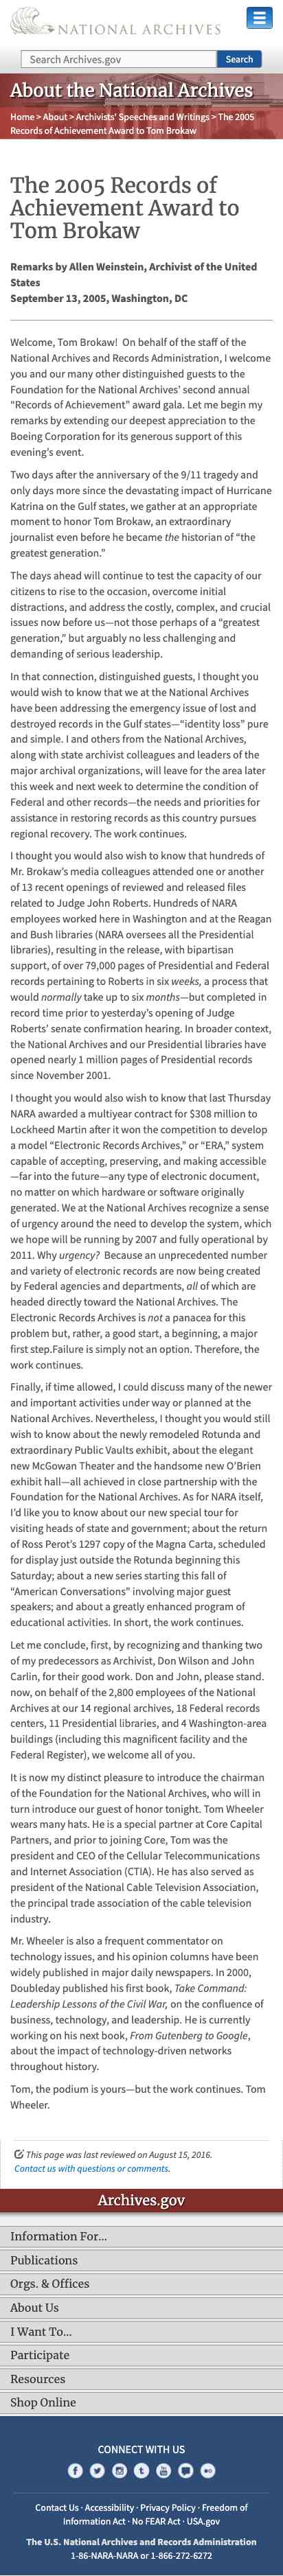 NATIONAL ARCHIVES
Search Archives.gov
Search
About the National Archives
Home > About > Archivists' Speeches and Writings > The 2005
Records of Achievement Award to Tom Brokaw
The 2005 Records of
Achievement Award to
Tom Brokaw
Remarks by Allen Weinstein, Archivist of the United
States
September 13, 2005, Washington, DC
Welcome, Tom Brokaw!  On behalf of the staff of the
National Archives and Records Administration, I welcome
you and our many other distinguished guests to the
Foundation for the National Archives' second annual
"Records of Achievement" award gala. Let me begin my
remarks by extending our deepest appreciation to the
Boeing Corporation for its generous support of this
evening's event.
Two days after the anniversary of the 9/11 tragedy and
only days more since the devastating impact of Hurricane
Katrina on the Gulf states, we gather at an appropriate
moment to honor Tom Brokaw, an extraordinary
journalist even before he became the historian of "the
greatest generation."
The days ahead will continue to test the capacity of our
citizens to rise to the occasion, overcome initial
distractions, and address the costly, complex, and crucial
issues now before us—not those perhaps of a "greatest
generation," but arguably no less challenging and
demanding of serious leadership.
In that connection, distinguished guests, I thought you
would wish to know that we at the National Archives
have been addressing the emergency issue of lost and
destroyed records in the Gulf states—"identity loss" pure
and simple. I and others from the National Archives,
along with state archivist colleagues and leaders of the
major archival organizations, will leave for the area later
this week and next week to determine the condition of
Federal and other records—the needs and priorities for
assistance in restoring records as this country pursues
regional recovery. The work continues.
I thought you would also wish to know that hundreds of
Mr. Brokaw's media colleagues attended one or another
of 13 recent openings of reviewed and released files
related to Judge John Roberts. Hundreds of NARA
employees worked here in Washington and at the Reagan
and Bush libraries (NARA oversees all the Presidential
libraries), resulting in the release, with bipartisan
support, of over 79,000 pages of Presidential and Federal
records pertaining to Roberts in six weeks, a process that
would normally take up to six months—but completed in
record time prior to yesterday's opening of Judge
Roberts' senate confirmation hearing. In broader context,
the National Archives and our Presidential libraries have
opened nearly 1 million pages of Presidential records
since November 2001.
I thought you would also wish to know that last Thursday
NARA awarded a multiyear contract for $308 million to
Lockheed Martin after it won the competition to develop
a model "Electronic Records Archives," or "ERA," system
capable of accepting, preserving, and making accessible
—far into the future—any type of electronic document,
no matter on which hardware or software originally
generated. We at the National Archives recognize a sense
of urgency around the need to develop the system, which
we hope will be running by 2007 and fully operational by
2011. Why urgency?  Because an unprecedented number
and variety of electronic records are now being created
by Federal agencies and departments, all of which are
headed directly toward the National Archives. The
Electronic Records Archives is not a panacea for this
problem but, rather, a good start, a beginning, a major
first step.Failure is simply not an option. Therefore, the
work continues.
Finally, if time allowed, I could discuss many of the newer
and important activities under way or planned at the
National Archives. Nevertheless, I thought you would still
wish to know about the newly remodeled Rotunda and
extraordinary Public Vaults exhibit, about the elegant
new McGowan Theater and the handsome new O'Brien
exhibit hall—all achieved in close partnership with the
Foundation for the National Archives. As for NARA itself,
I'd like you to know about our new special tour for
visiting heads of state and government; about the return
of Ross Perot's 1297 copy of the Magna Carta, scheduled
for display just outside the Rotunda beginning this
Saturday; about a new series starting this fall of
"American Conversations" involving major guest
speakers; and about a greatly enhanced program of
educational activities. In short, the work continues.
Let me conclude, first, by recognizing and thanking two
of my predecessors as Archivist, Don Wilson and John
Carlin, for their good work. Don and John, please stand.
now, on behalf of the 2,800 employees of the National
Archives at our 14 regional archives, 18 Federal records
centers, 11 Presidential libraries, and 4 Washington-area
buildings (including this magnificent facility and the
Federal Register), we welcome all of you.
It is now my distinct pleasure to introduce the chairman
of the Foundation for the National Archives, who will in
turn introduce our guest of honor tonight. Tom Wheeler
wears many hats. He is a special partner at Core Capital
Partners, and prior to joining Core, Tom was the
president and CEO of the Cellular Telecommunications
and Internet Association (CTIA). He has also served as
president of the National Cable Television Association,
the principal trade association of the cable television
industry.
Mr. Wheeler is also a frequent commentator on
technology issues, and his opinion columns have been
widely published in major daily newspapers. In 2000,
Doubleday published his first book, Take Command:
Leadership Lessons of the Civil War, on the confluence of
business, technology, and leadership. He is currently
working on his next book, From Gutenberg to Google,
about the impact of technology-driven networks
throughout history.
Tom, the podium is yours—but the work continues. Tom
Wheeler.
This page was last reviewed on August 15, 2016.
Contact us with questions or comments.
Archives.gov
Information For…
Publications
Orgs. & Offices
About Us
I Want To…
Participate
Resources
Shop Online
CONNECT WITH US
Contact Us · Accessibility · Privacy Policy · Freedom of
Information Act · No FEAR Act · USA.gov
The U.S. National Archives and Records Administration
1-86-NARA-NARA or 1-866-272-6272